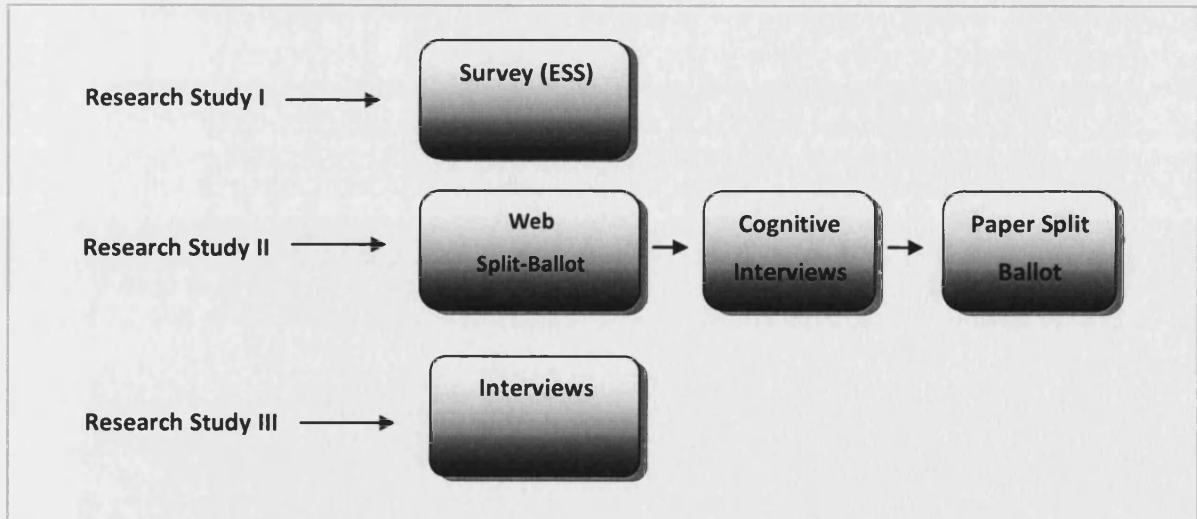 Research Study I
Survey (ESS)
Research Study II
Web
Split-Ballot
Cognitive
Interviews
Paper Split
Ballot
Research Study III
Interviews